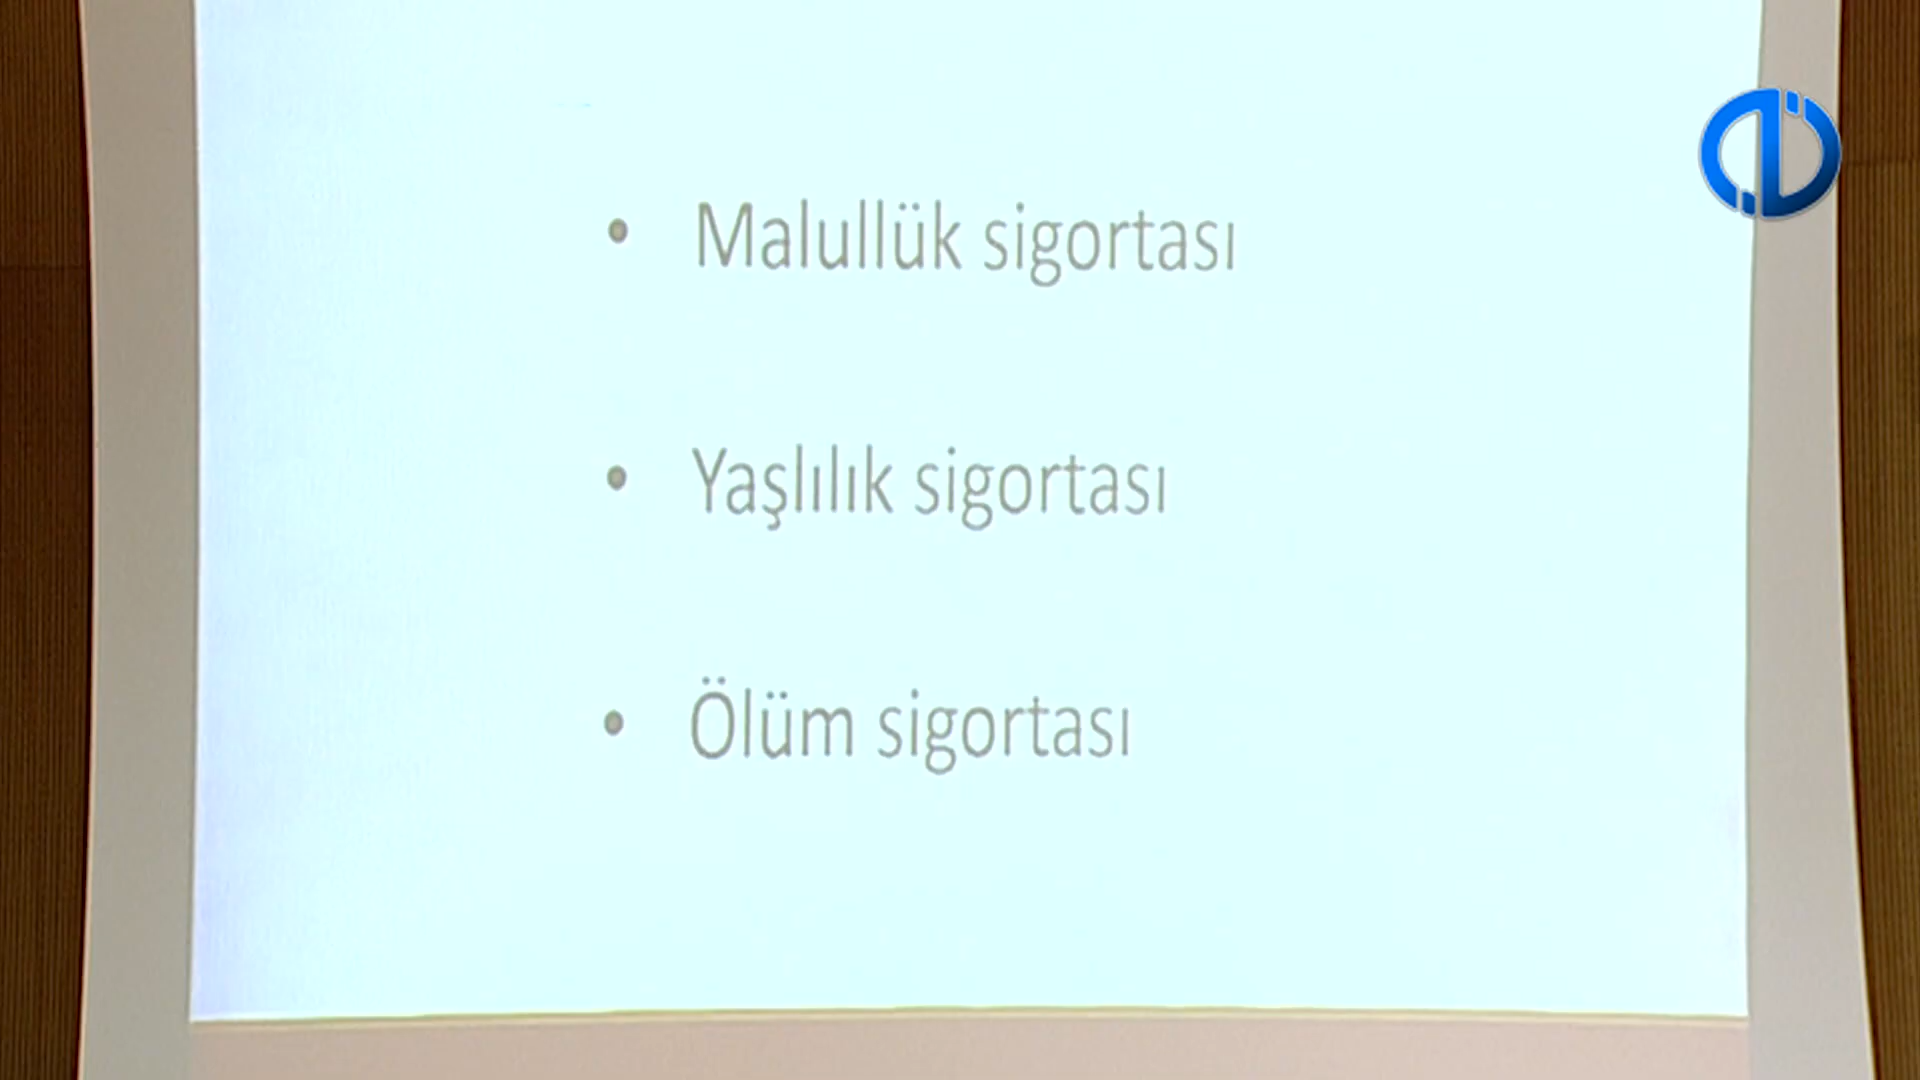 • Malullük sigortası
• Yaşlılık sigortası
• Ölüm sigortası